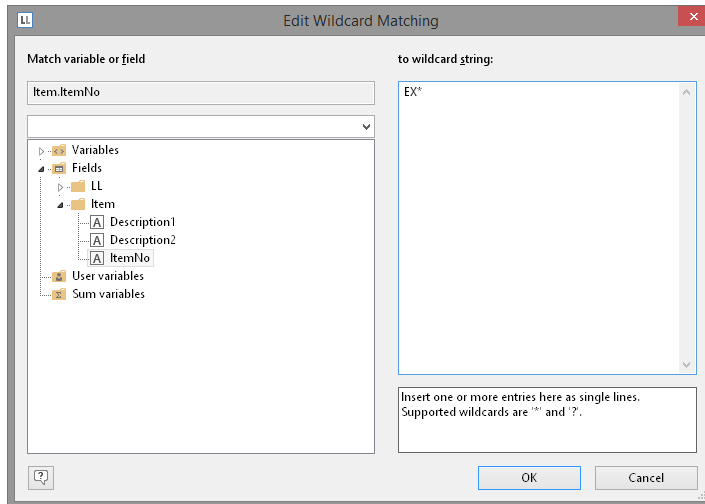 LL
Edit Wildcard Matching
Match variable or field
Item.ItemNo
Variables
Fields
LL
Item
A Description1
A Description2
A ItemNo
User variables
Σ Sum variables
to wildcard string:
EX*
Insert one or more entries here as single lines.
Supported wildcards are '*' and '?'.
?
OK
Cancel